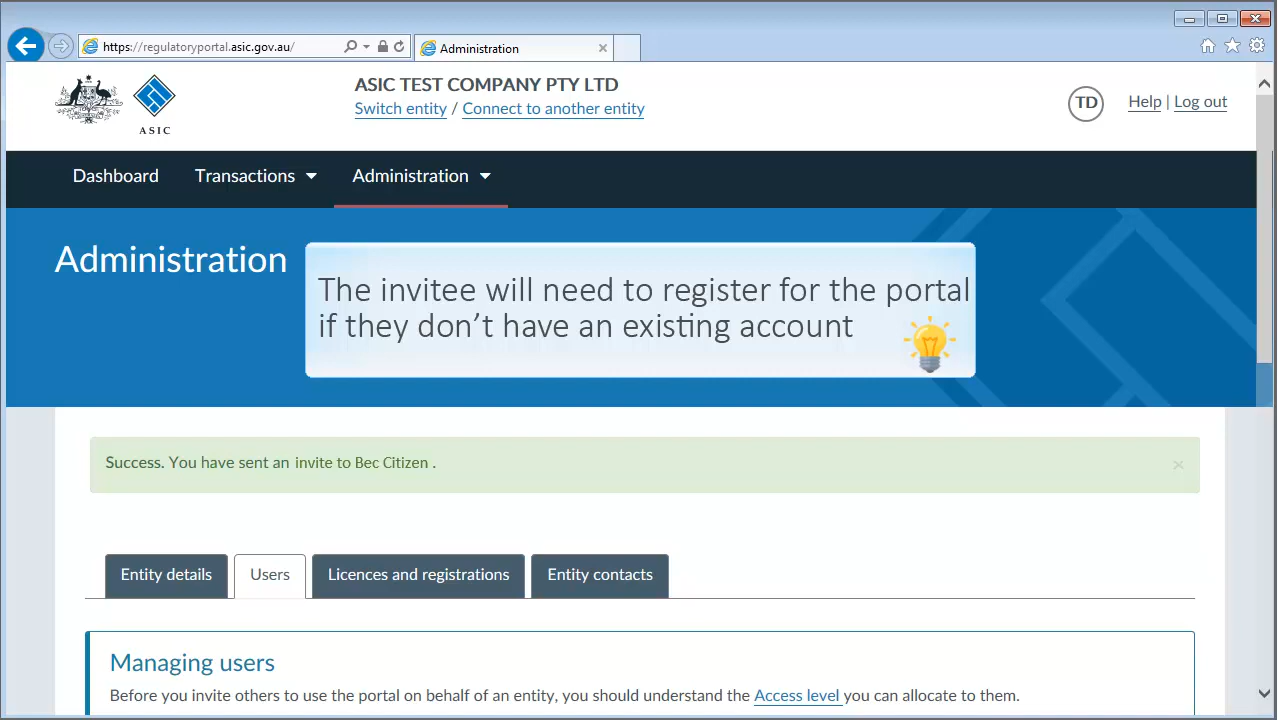 https://regulatoryportal.asic.gov.au/
Administration
ASIC
ASIC TEST COMPANY PTY LTD
Switch entity / Connect to another entity
TD
Help | Log out
Dashboard
Transactions
Administration
Administration
The invitee will need to register for the portal
if they don’t have an existing account
Success. You have sent an invite to Bec Citizen .
Entity details
Users
Licences and registrations
Entity contacts
Managing users
Before you invite others to use the portal on behalf of an entity, you should understand the Access level you can allocate to them.